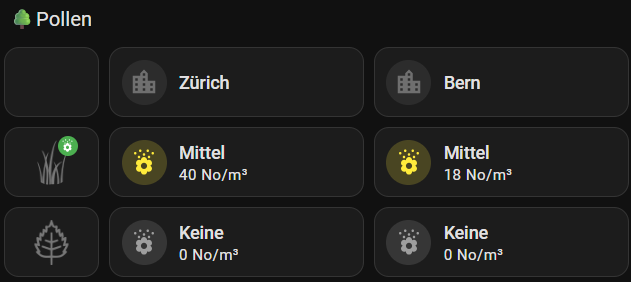 Pollen
Zürich
Bern
Mittel
40 No/m³
Mittel
18 No/m³
Keine
0 No/m³
Keine
0 No/m³